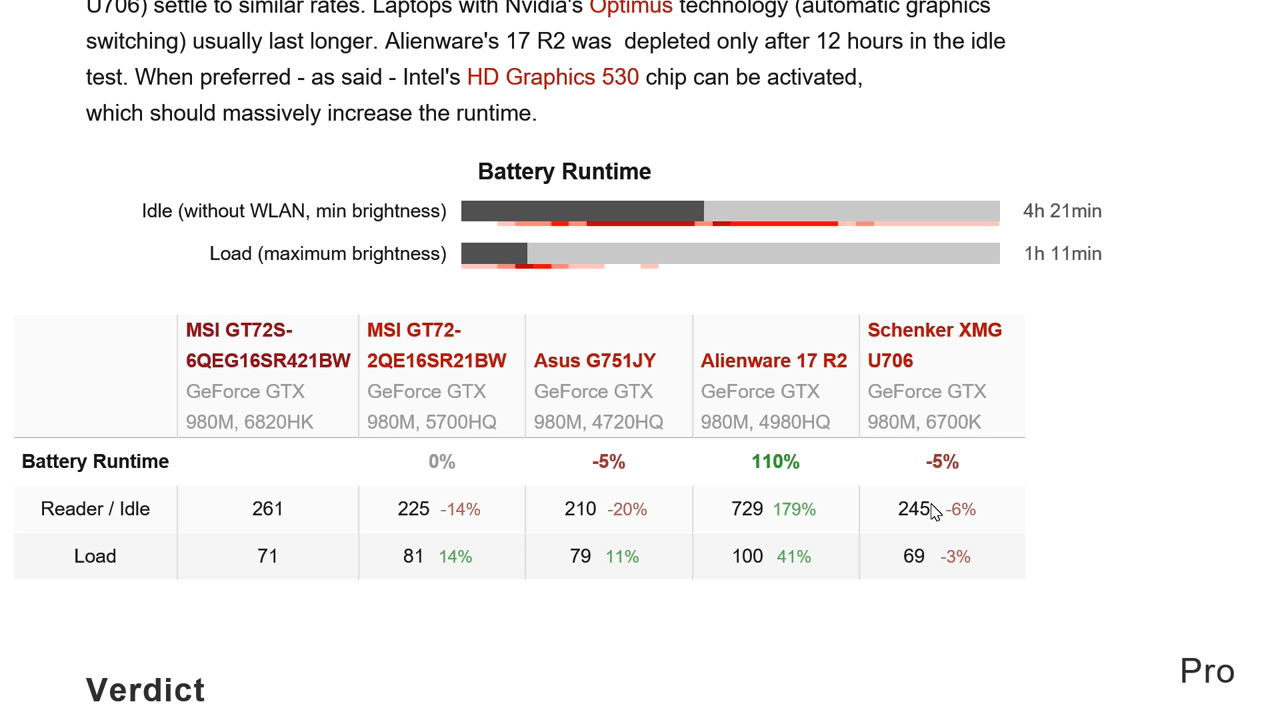 U706) settle to similar rates. Laptops with Nvidia's Optimus technology (automatic graphics
switching) usually last longer. Alienware's 17 R2 was  depleted only after 12 hours in the idle
test. When preferred - as said - Intel's HD Graphics 530 chip can be activated,
which should massively increase the runtime.
Battery Runtime
Idle (without WLAN, min brightness) 4h 21min
Load (maximum brightness) 1h 11min
MSI GT72S-
6QEG16SR421BW
GeForce GTX
980M, 6820HK
MSI GT72-
2QE16SR21BW
GeForce GTX
980M, 5700HQ
Asus G751JY
GeForce GTX
980M, 4720HQ
Alienware 17 R2
GeForce GTX
980M, 4980HQ
Schenker XMG
U706
GeForce GTX
980M, 6700K
Battery Runtime 0% -5% 110% -5%
Reader / Idle 261 225 -14% 210 -20% 729 179% 245 -6%
Load 71 81 14% 79 11% 100 41% 69 -3%
Pro
Verdict